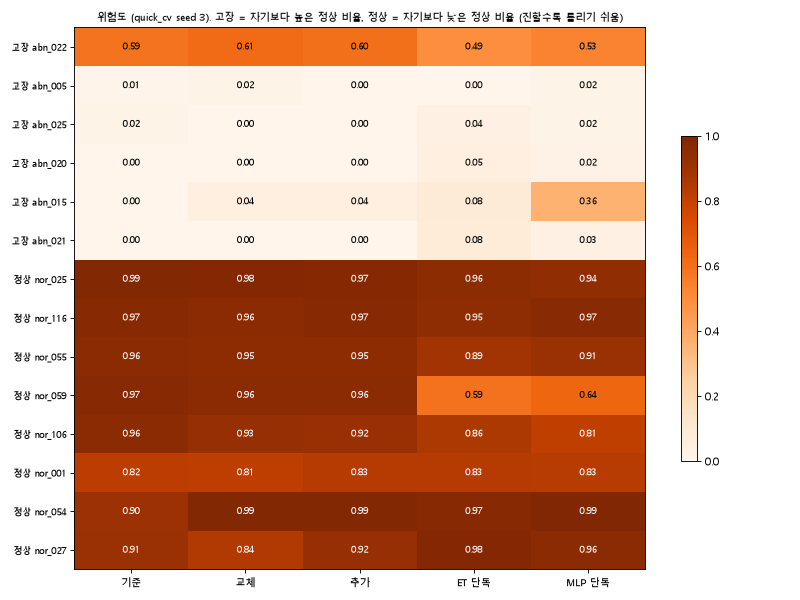 위험도 (quick_cv seed 3). 고장 = 자기보다 높은 정상 비율, 정상 = 자기보다 낮은 정상 비율 (진할수록 틀리기 쉬움)
고장 abn_022 0.59 0.61 0.60 0.49 0.53
고장 abn_005 0.01 0.02 0.00 0.00 0.02
고장 abn_025 0.02 0.00 0.00 0.04 0.02
고장 abn_020 0.00 0.00 0.00 0.05 0.02
고장 abn_015 0.00 0.04 0.04 0.08 0.36
고장 abn_021 0.00 0.00 0.00 0.08 0.03
정상 nor_025 0.99 0.98 0.97 0.96 0.94
정상 nor_116 0.97 0.96 0.97 0.95 0.97
정상 nor_055 0.96 0.95 0.95 0.89 0.91
정상 nor_059 0.97 0.96 0.96 0.59 0.64
정상 nor_106 0.96 0.93 0.92 0.86 0.81
정상 nor_001 0.82 0.81 0.83 0.83 0.83
정상 nor_054 0.90 0.99 0.99 0.97 0.99
정상 nor_027 0.91 0.84 0.92 0.98 0.96
기준 교체 추가 ET 단독 MLP 단독
1.0
0.8
0.6
0.4
0.2
0.0